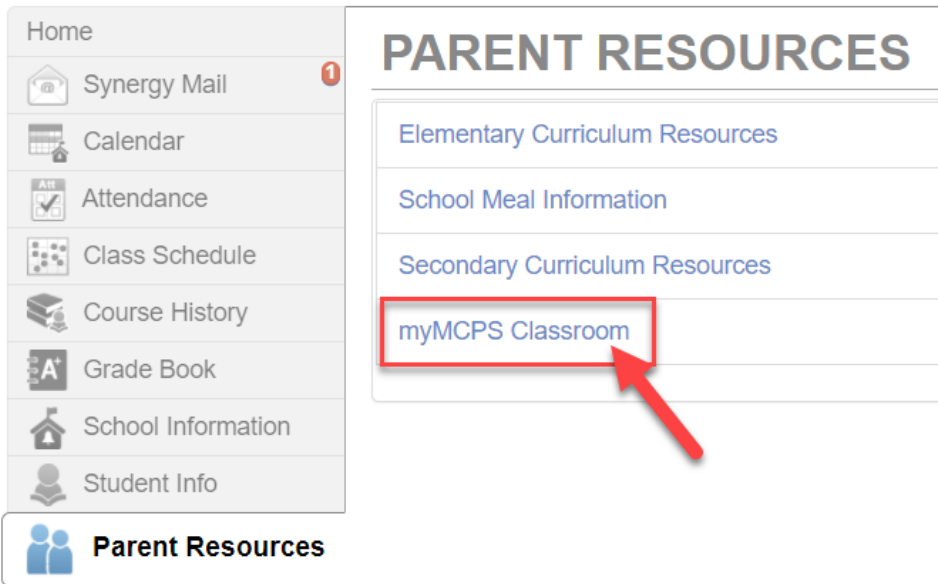 Home
Synergy Mail
1
Calendar
Att
Attendance
Class Schedule
Course History
A+
Grade Book
School Information
Student Info
Parent Resources
PARENT RESOURCES
Elementary Curriculum Resources
School Meal Information
Secondary Curriculum Resources
myMCPS Classroom